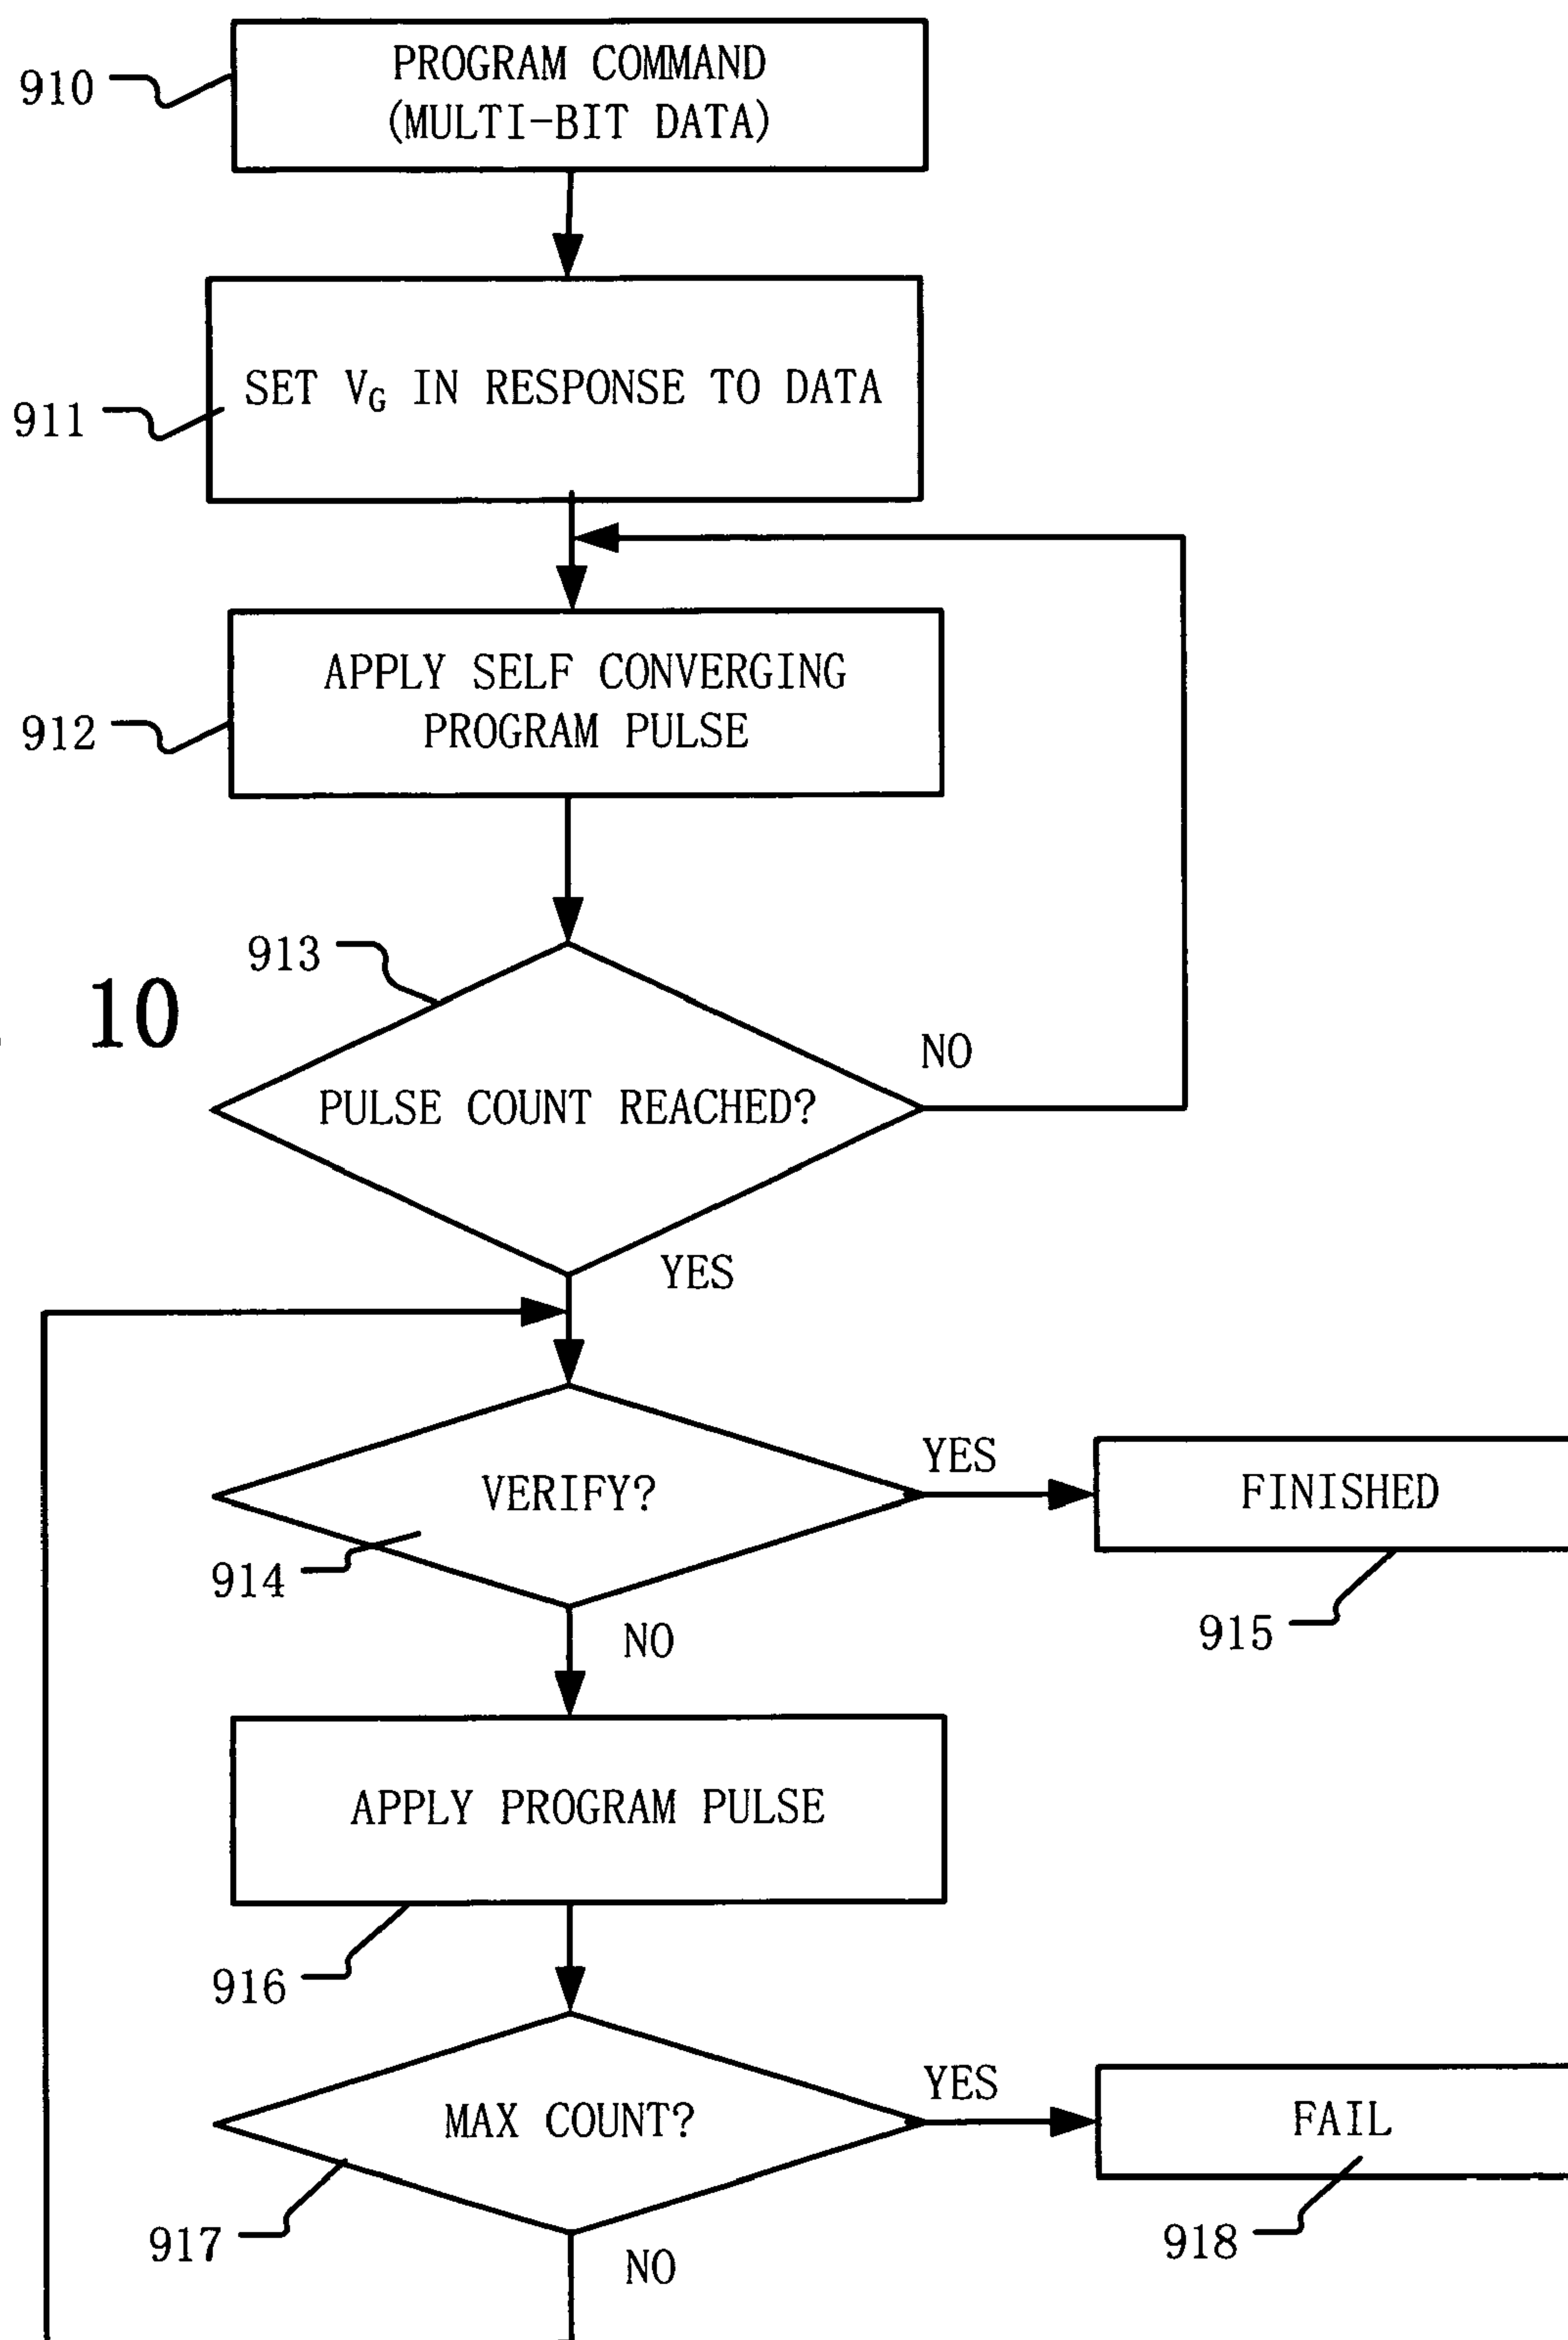 PROGRAM COMMAND
(MULTI-BIT DATA)
910
SET VG IN RESPONSE TO DATA
911
APPLY SELF CONVERGING
PROGRAM PULSE
912
913
10
NO
PULSE COUNT REACHED?
YES
YES
VERIFY?
FINISHED
914
NO
915
APPLY PROGRAM PULSE
916
YES
MAX COUNT?
FAIL
917
NO
918